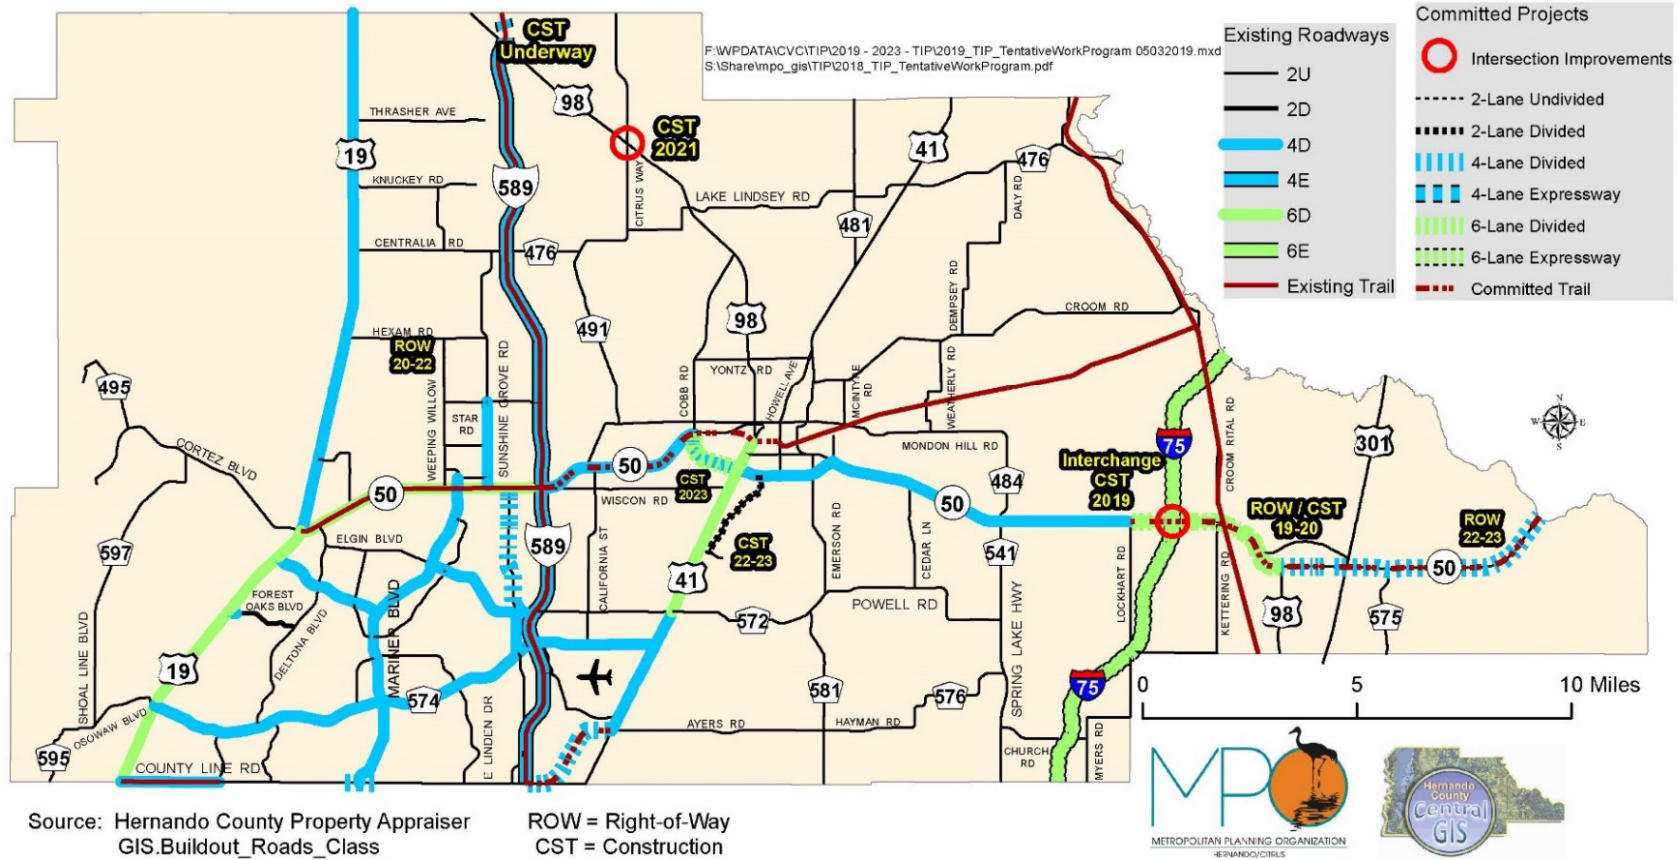 CST
Underway
F:\WPDATA\CVC\TIP\2019 - 2023 - TIP\2019_TIP_TentativeWorkProgram 05032019.mxd
S:\Share\mpo_gis\TIP\2018_TIP_TentativeWorkProgram.pdf
Existing Roadways
2U
2D
4D
4E
6D
6E
Existing Trail
Committed Projects
Intersection Improvements
2-Lane Undivided
2-Lane Divided
4-Lane Divided
4-Lane Expressway
6-Lane Divided
6-Lane Expressway
Committed Trail
THRASHER AVE
98
CST
2021
19
41
476
KNUCKEY RD
589
CITRUS WAY
LAKE LINDSEY RD
DALY RD
481
CENTRALIA RD
476
DEMPSEY RD
CROOM RD
HEXAM RD
ROW
20-22
491
98
495
WEEPING WILLOW
STAR
RD
SUNSHINE GROVE RD
COBB RD
YONTZ RD
HOWELL AVE
MCINTYRE
RD
WEATHERLY RD
CROOM RITAL RD
301
N
W
E
S
CORTEZ BLVD
50
50
MONDON HILL RD
75
Interchange
CST
2019
484
WISCON RD
CST
2023
50
ROW / CST
19-20
ROW
22-23
597
ELGIN BLVD
589
CALIFORNIA ST
CST
22-23
EMERSON RD
CEDAR LN
541
LOCKHART RD
KETTERING RD
50
41
FOREST
OAKS BLVD
MARINER BLVD
DELTONA BLVD
572
POWELL RD
98
575
SHOAL LINE BLVD
19
574
E LINDEN DR
581
576
SPRING LAKE HWY
75
0
5
10 Miles
OSOWAW BLVD
595
AYERS RD
HAYMAN RD
COUNTY LINE RD
CHURCH
RD
MYERS RD
MPO
METROPOLITAN PLANNING ORGANIZATION
HERNANDO/CITRUS
Hernando
County
Central
GIS
Source: Hernando County Property Appraiser
GIS.Buildout_Roads_Class
ROW = Right-of-Way
CST = Construction